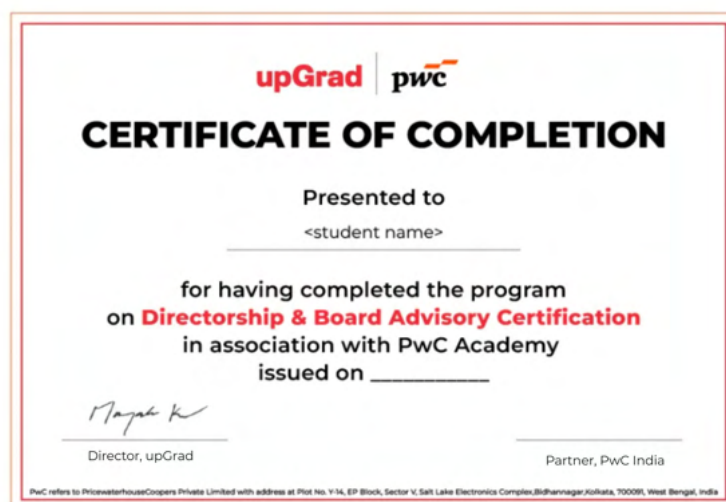 upGrad pwc
CERTIFICATE OF COMPLETION
Presented to
<student name>
for having completed the program
on Directorship & Board Advisory Certification
in association with PwC Academy
issued on ___________
Mayank K
Director, upGrad
Partner, PwC India
PwC refers to PricewaterhouseCoopers Private Limited with address at Plot No. Y-14, EP Block, Sector V, Salt Lake Electronics Complex,Bidhannagar,Kolkata, 700091, West Bengal, India